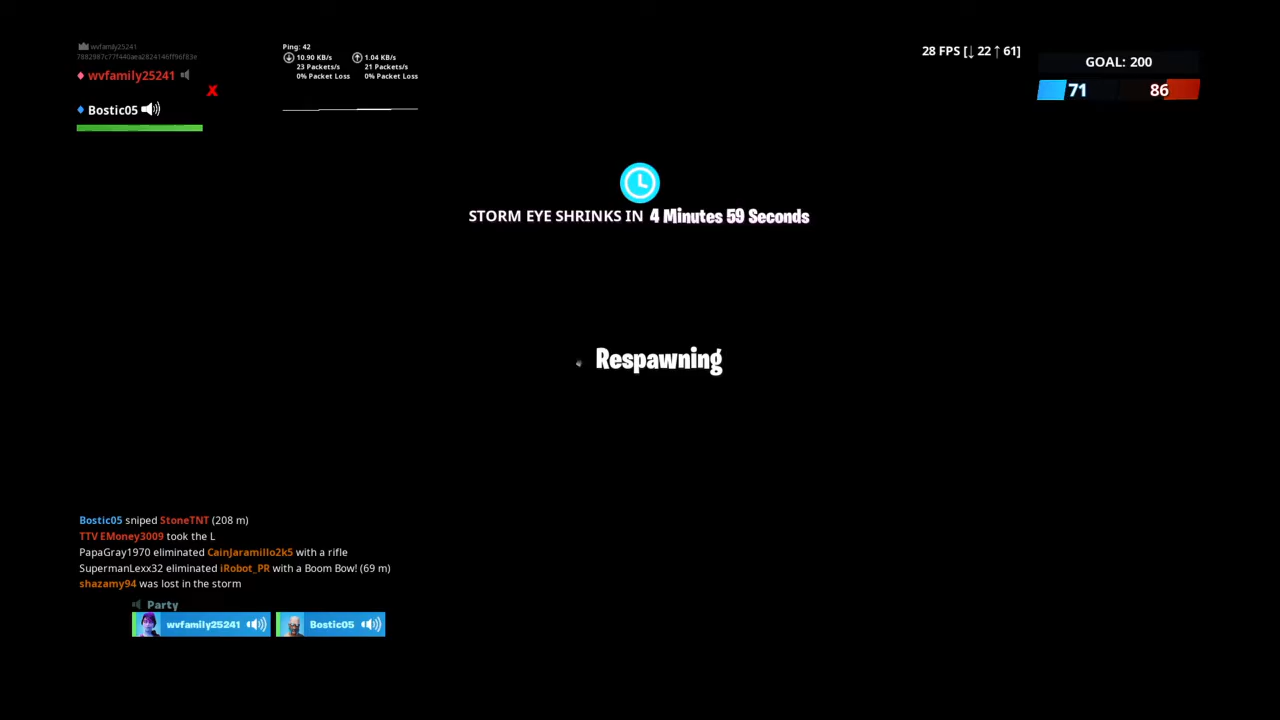 wvfamily25241
7882987c77f440aea2824146ff96f83e
wvfamily25241
X
Bostic05
Ping: 42
10.90 KB/s 1.04 KB/s
23 Packets/s 21 Packets/s
0% Packet Loss 0% Packet Loss
28 FPS [↓ 22 ↑ 61]
GOAL: 200
71 86
STORM EYE SHRINKS IN 4 Minutes 59 Seconds
Respawning
Bostic05 sniped StoneTNT (208 m)
TTV EMoney3009 took the L
PapaGray1970 eliminated CainJaramillo2k5 with a rifle
SupermanLexx32 eliminated iRobot_PR with a Boom Bow! (69 m)
shazamy94 was lost in the storm
Party
wvfamily25241 Bostic05